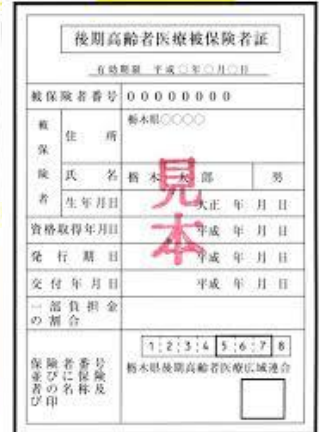 後期高齢者医療被保険者証
有効期限 平成○年○月○日
被保険者番号 00000000
被保険者
住所 栃木県○○○○
氏名 栃木太郎 男
生年月日 大正 年 月 日
資格取得年月日 平成 年 月 日
発行期日 平成 年 月 日
交付年月日 平成 年 月 日
一部負担金
の割合
保険者番号
並びに保険
者の名称及
び印
12345678
栃木県後期高齢者医療広域連合
見本